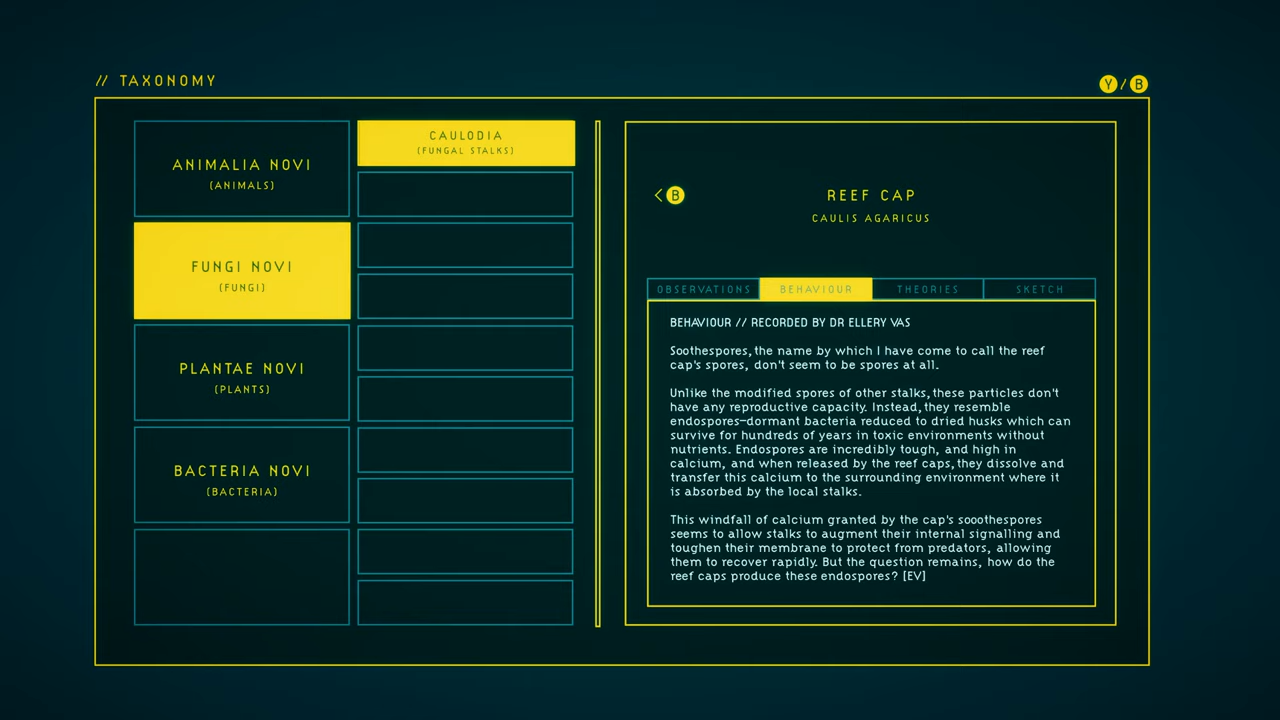 // TAXONOMY
Y / B
ANIMALIA NOVI
(ANIMALS)
FUNGI NOVI
(FUNGI)
PLANTAE NOVI
(PLANTS)
BACTERIA NOVI
(BACTERIA)
CAULODIA
(FUNGAL STALKS)
< B
REEF CAP
CAULIS AGARICUS
OBSERVATIONS
BEHAVIOUR
THEORIES
SKETCH
BEHAVIOUR // RECORDED BY DR ELLERY VAS
Soothespores, the name by which I have come to call the reef
cap's spores, don't seem to be spores at all.
Unlike the modified spores of other stalks, these particles don't
have any reproductive capacity. Instead, they resemble
endospores–dormant bacteria reduced to dried husks which can
survive for hundreds of years in toxic environments without
nutrients. Endospores are incredibly tough, and high in
calcium, and when released by the reef caps, they dissolve and
transfer this calcium to the surrounding environment where it
is absorbed by the local stalks.
This windfall of calcium granted by the cap's sooothespores
seems to allow stalks to augment their internal signalling and
toughen their membrane to protect from predators, allowing
them to recover rapidly. But the question remains, how do the
reef caps produce these endospores? [EV]